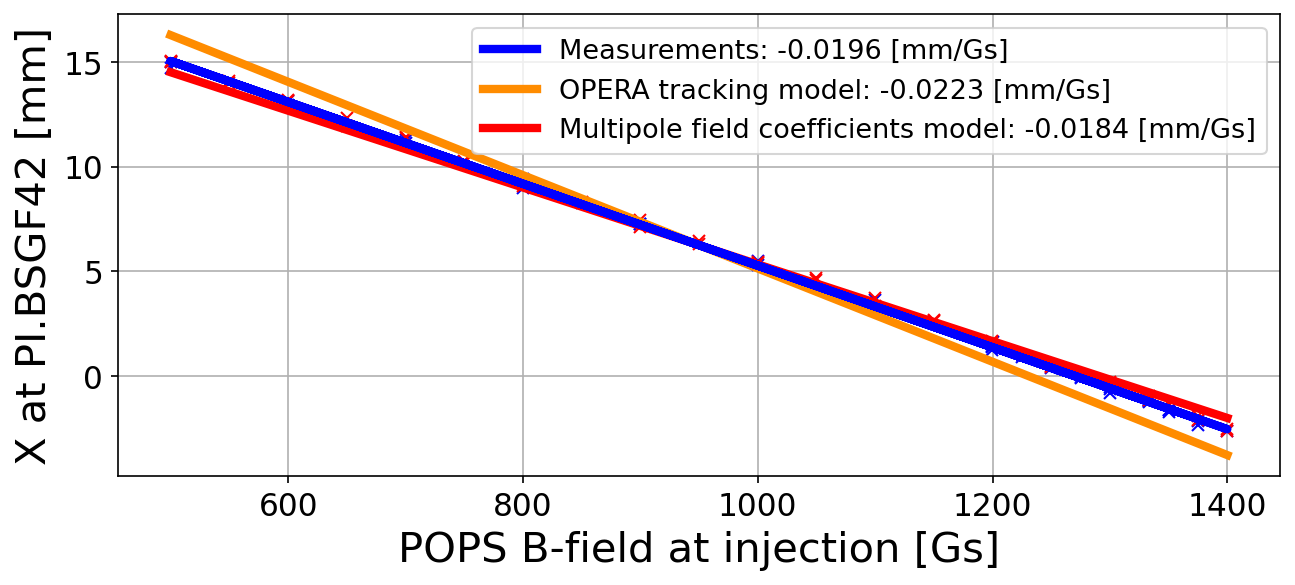 X at PI.BSGF42 [mm]
15
10
5
0
Measurements: -0.0196 [mm/Gs]
OPERA tracking model: -0.0223 [mm/Gs]
Multipole field coefficients model: -0.0184 [mm/Gs]
600 800 1000 1200 1400
POPS B-field at injection [Gs]